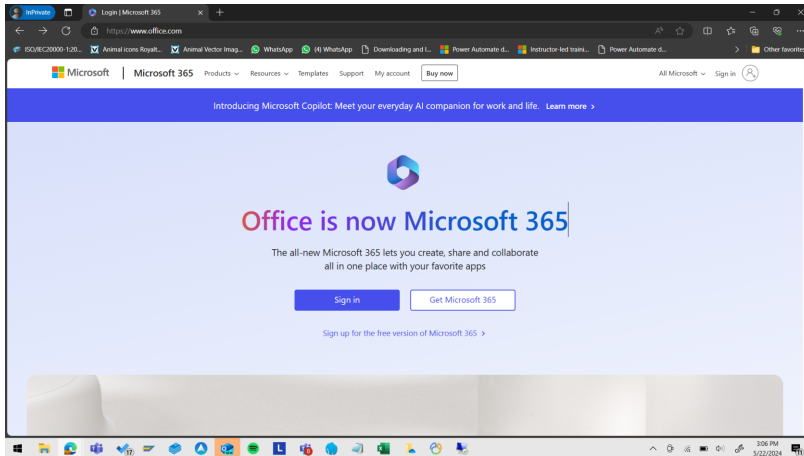 InPrivate
Login | Microsoft 365
https://www.office.com
ISO/IEC20000-1:20...
Animal icons Royalt...
Animal Vector Imag...
WhatsApp
(4) WhatsApp
Downloading and I...
Power Automate d...
Instructor-led traini...
Power Automate d...
Other favorites
Microsoft
Microsoft 365
Products
Resources
Templates
Support
My account
Buy now
All Microsoft
Sign in
Introducing Microsoft Copilot: Meet your everyday AI companion for work and life. Learn more >
Office is now Microsoft 365
The all-new Microsoft 365 lets you create, share and collaborate
all in one place with your favorite apps
Sign in
Get Microsoft 365
Sign up for the free version of Microsoft 365 >
17
L
3:06 PM
5/22/2024